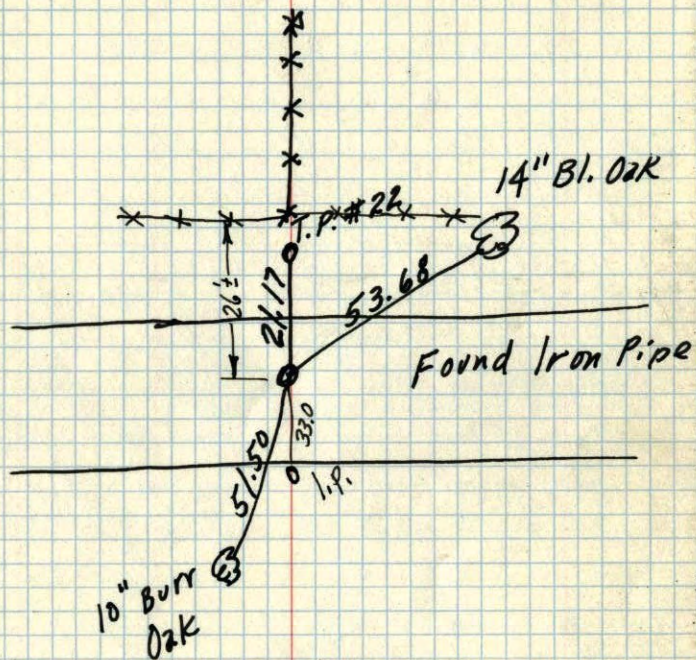 14" Bl. Oak
T.P. #22
26'±
21.17
53.68
Found Iron Pipe
33.0
51.50
I.P.
10" Burr
Oak